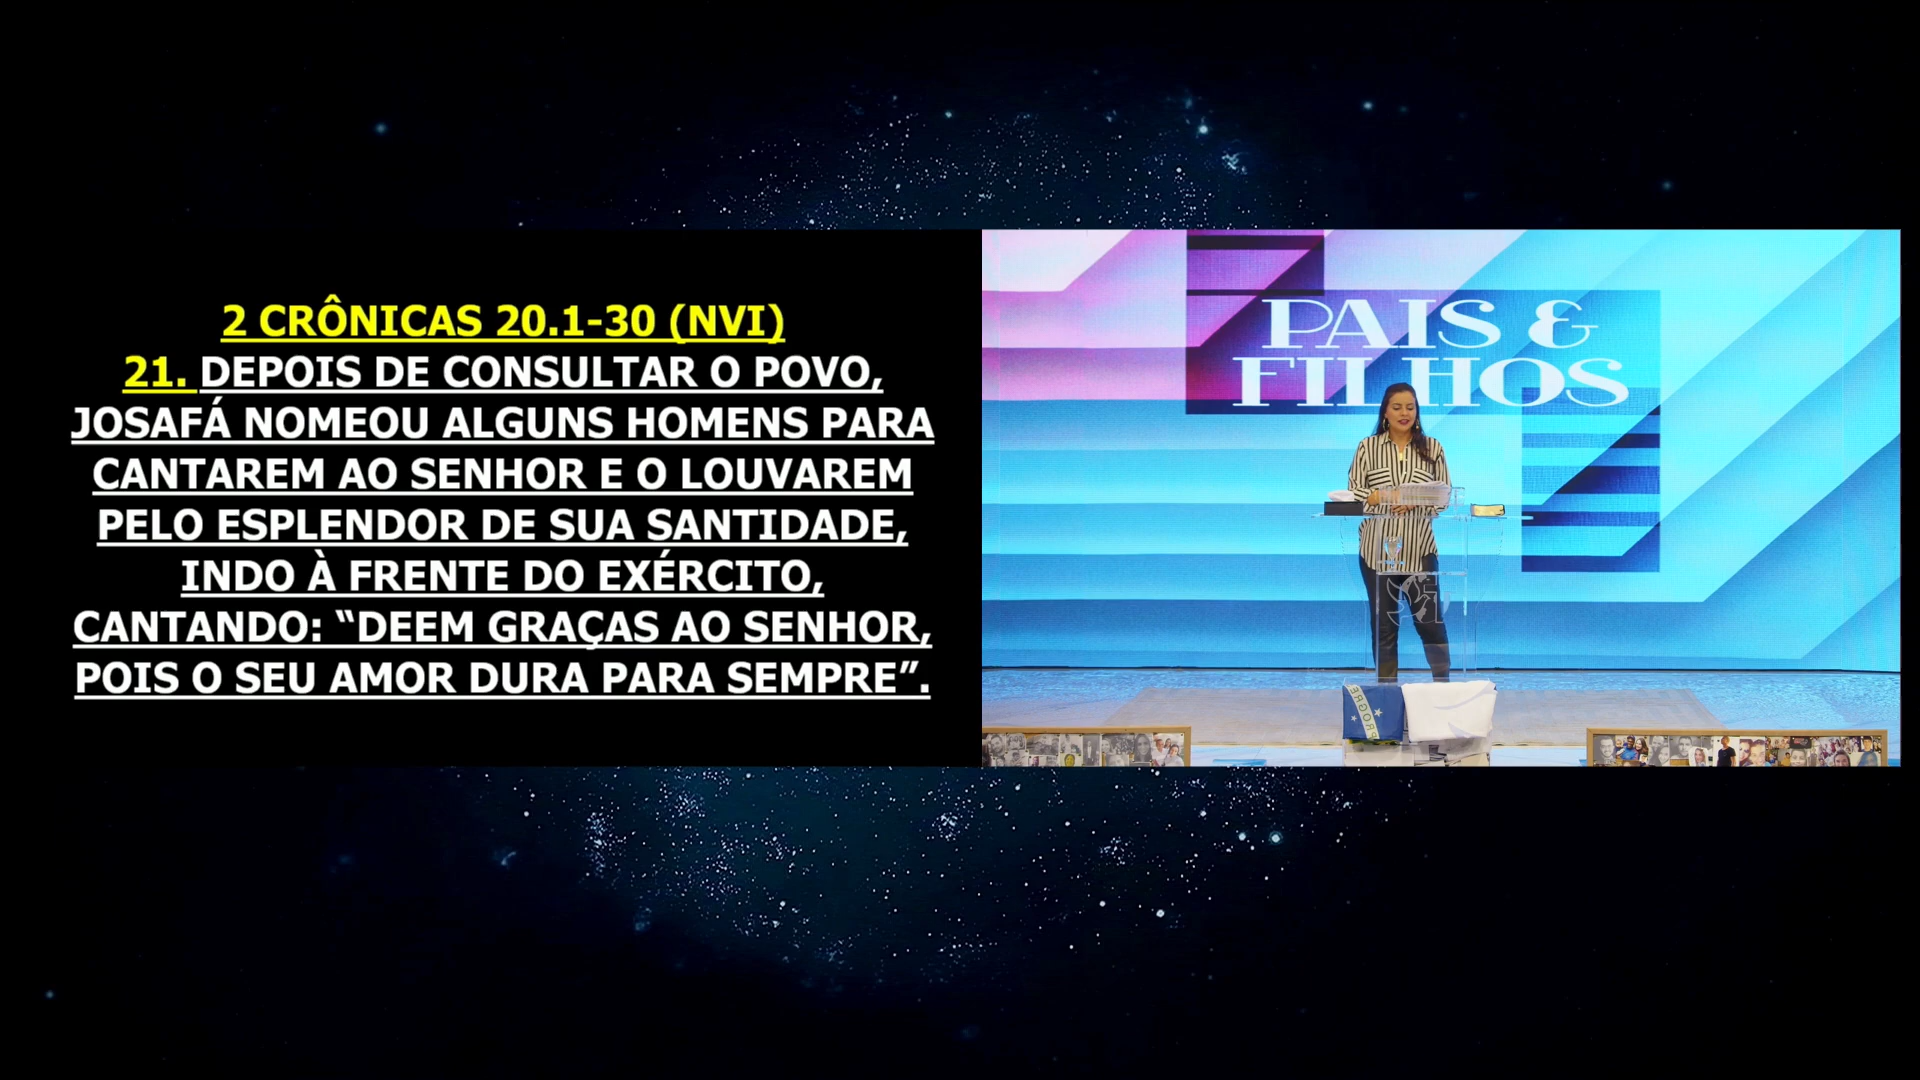 2 CRÔNICAS 20.1-30 (NVI)
21. DEPOIS DE CONSULTAR O POVO,
JOSAFÁ NOMEOU ALGUNS HOMENS PARA
CANTAREM AO SENHOR E O LOUVAREM
PELO ESPLENDOR DE SUA SANTIDADE,
INDO À FRENTE DO EXÉRCITO,
CANTANDO: “DEEM GRAÇAS AO SENHOR,
POIS O SEU AMOR DURA PARA SEMPRE”.
PAIS &
FILHOS
PROGRE